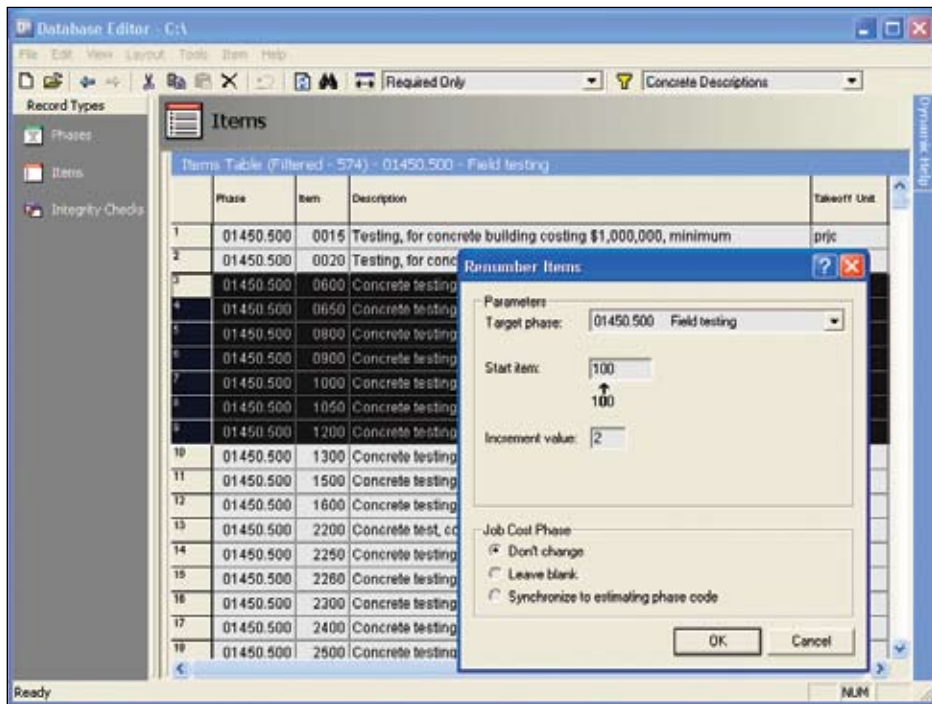 Database Editor - C:\
File Edit View Layout Tools Item Help
Required Only
Concrete Descriptions
Record Types
Phases
Items
Integrity Checks
Items
Items Table (Filtered - 574) - 01450.500 - Field testing
Phase Item Description Takeoff Unit
1 01450.500 0015 Testing, for concrete building costing $1,000,000, minimum prjc
2 01450.500 0020 Testing, for conc
3 01450.500 0600 Concrete testing
4 01450.500 0650 Concrete testing
5 01450.500 0800 Concrete testing
6 01450.500 0900 Concrete testing
7 01450.500 1000 Concrete testing
8 01450.500 1050 Concrete testing
9 01450.500 1200 Concrete testing
10 01450.500 1300 Concrete testing
11 01450.500 1500 Concrete testing
12 01450.500 1600 Concrete testing
13 01450.500 2200 Concrete test, co
14 01450.500 2250 Concrete testing
15 01450.500 2260 Concrete testing
16 01450.500 2300 Concrete testing
17 01450.500 2400 Concrete testing
18 01450.500 2500 Concrete testing
Renumber Items
Parameters
Target phase: 01450.500 Field testing
Start item: 100
100
Increment value: 2
Job Cost Phase
Don't change
Leave blank
Synchronize to estimating phase code
OK Cancel
Dynamic Help
Ready NUM